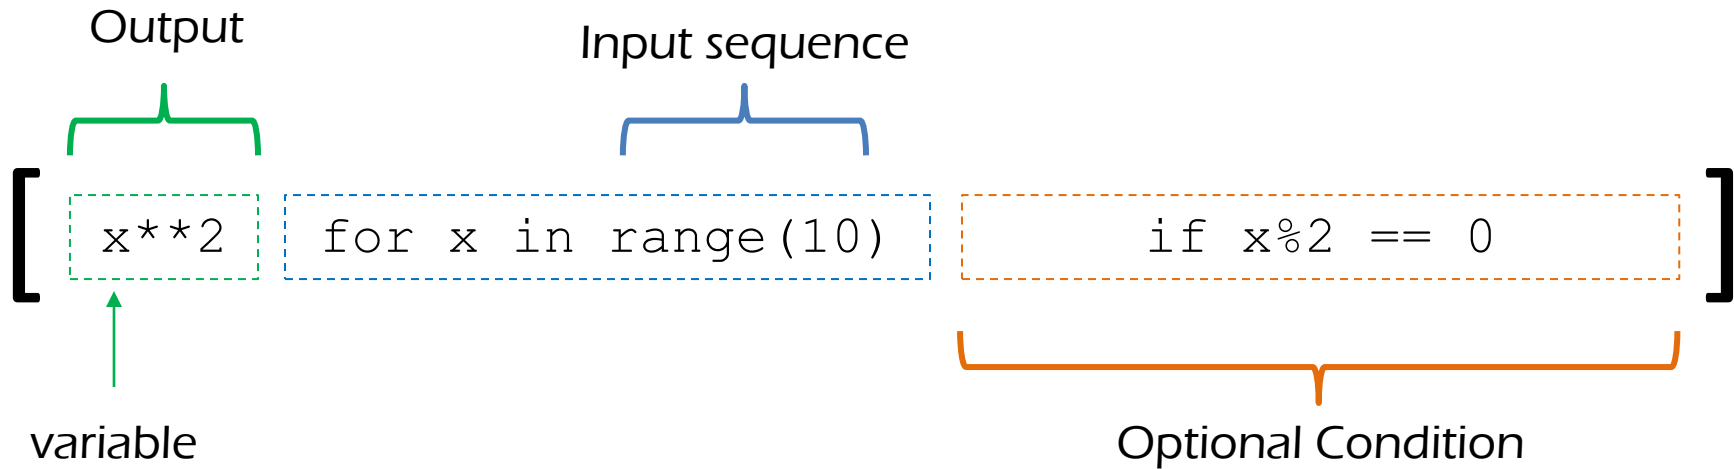 Output
Input sequence
[ x**2 for x in range(10) if x%2 == 0 ]
variable
Optional Condition